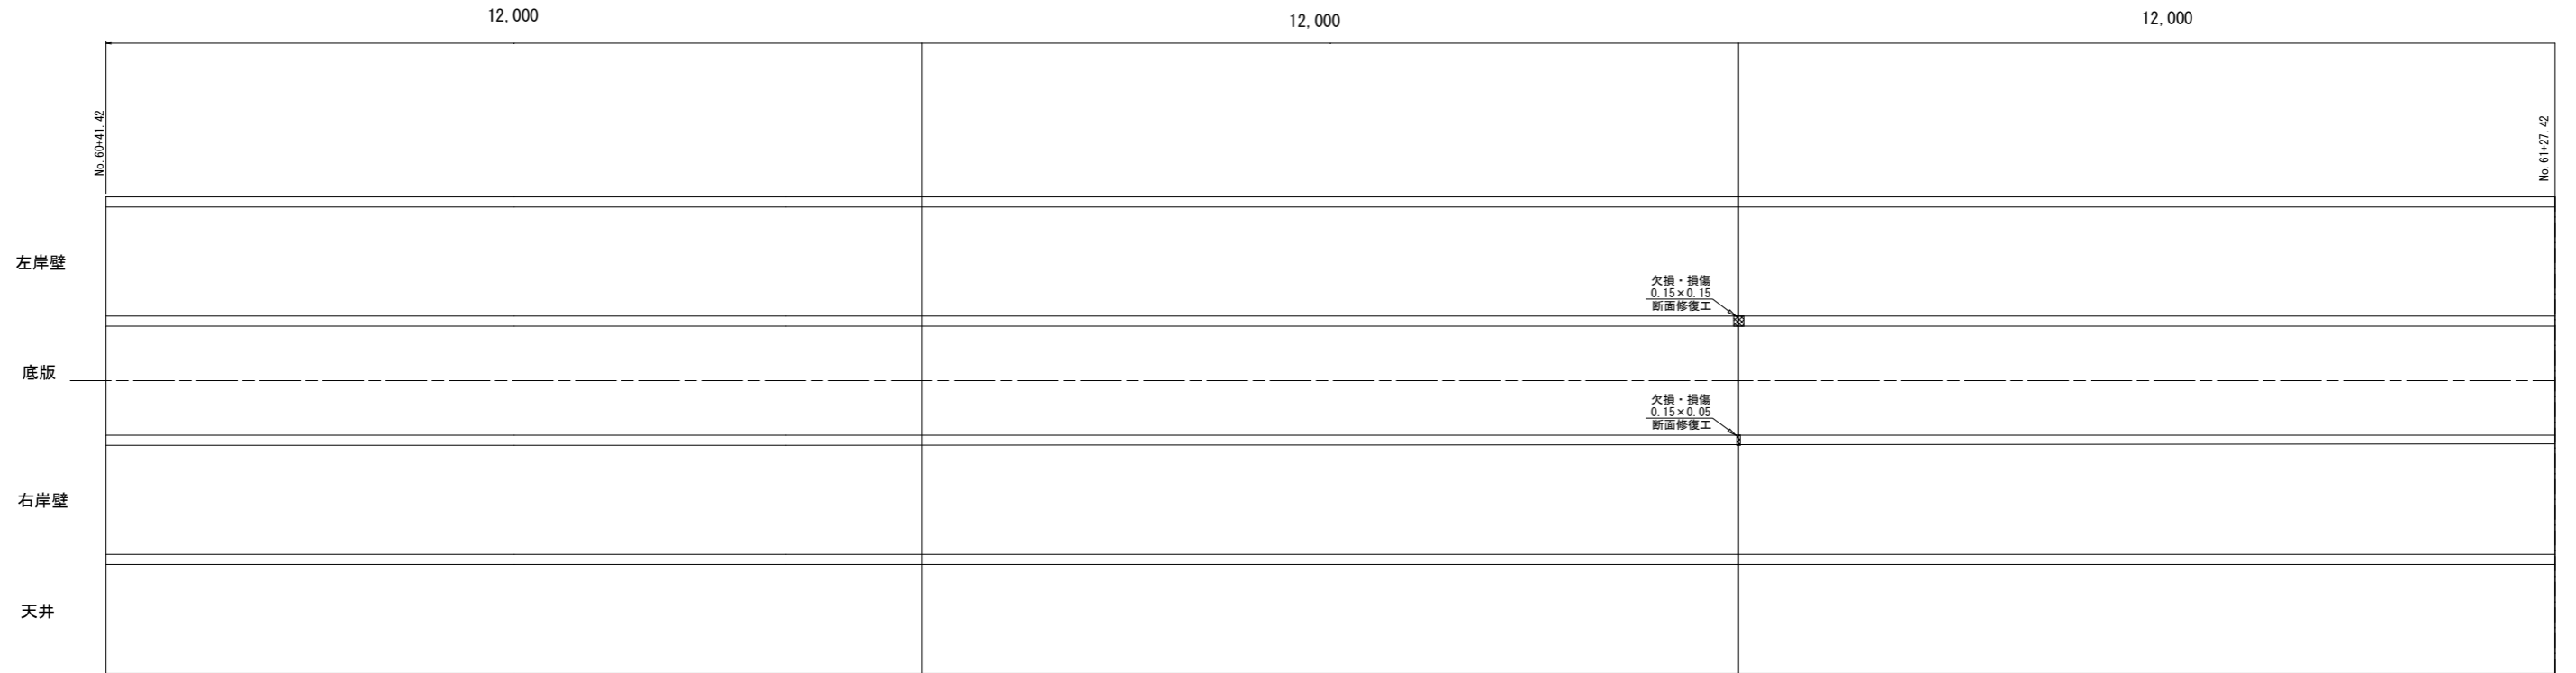 12,000
12,000
12,000
No.60+41.42
No.61+27.42
左岸壁
欠損・損傷
0.15×0.15
断面修復工
底版
欠損・損傷
0.15×0.05
断面修復工
右岸壁
天井